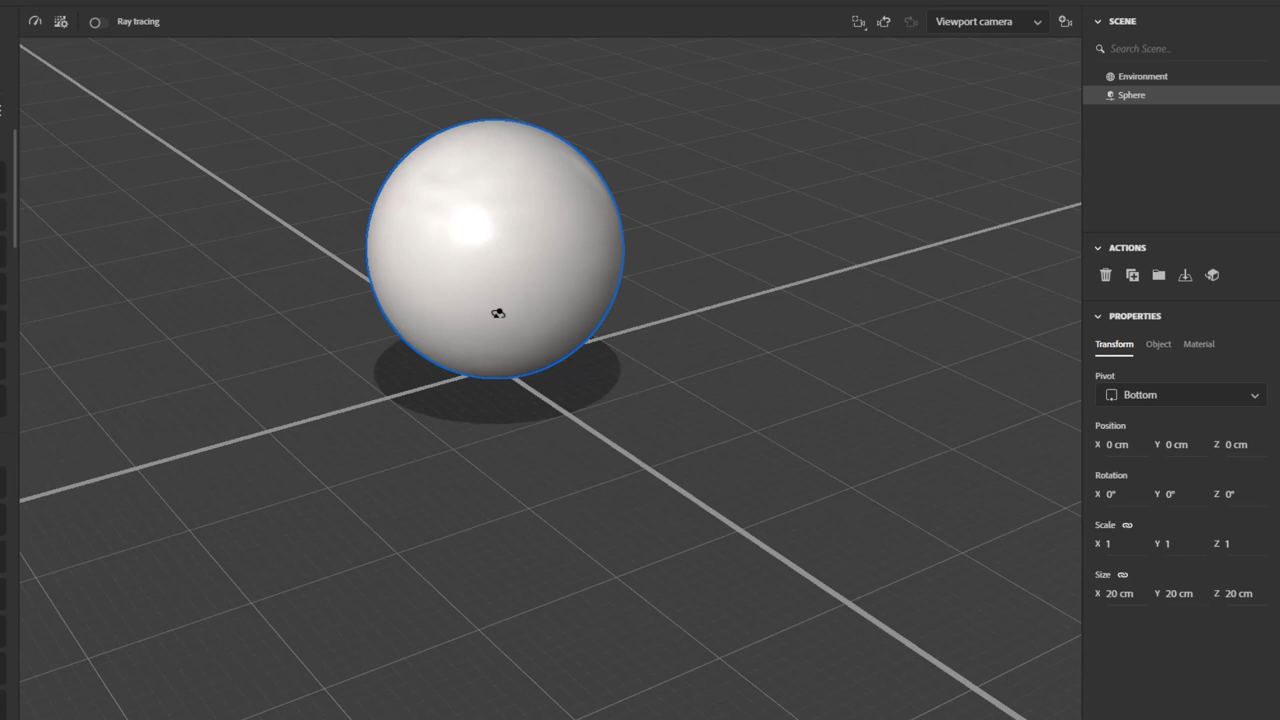 Ray tracing
Viewport camera
SCENE
Search Scene...
Environment
Sphere
ACTIONS
PROPERTIES
Transform Object Material
Pivot
Bottom
Position
X 0 cm Y 0 cm Z 0 cm
Rotation
X 0° Y 0° Z 0°
Scale
X 1 Y 1 Z 1
Size
X 20 cm Y 20 cm Z 20 cm